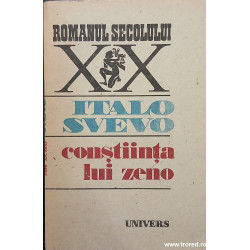 ROMANUL SECOLULUI
XX
ITALO
SVEVO
conştiinţa
lui zeno
UNIVERS
www.trored.ro